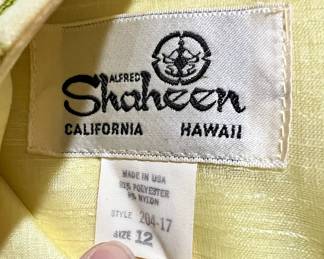 ALFRED
Shaheen
CALIFORNIA HAWAII
MADE IN USA
POLYESTER
NYLON
STYLE 204-17
SIZE 12